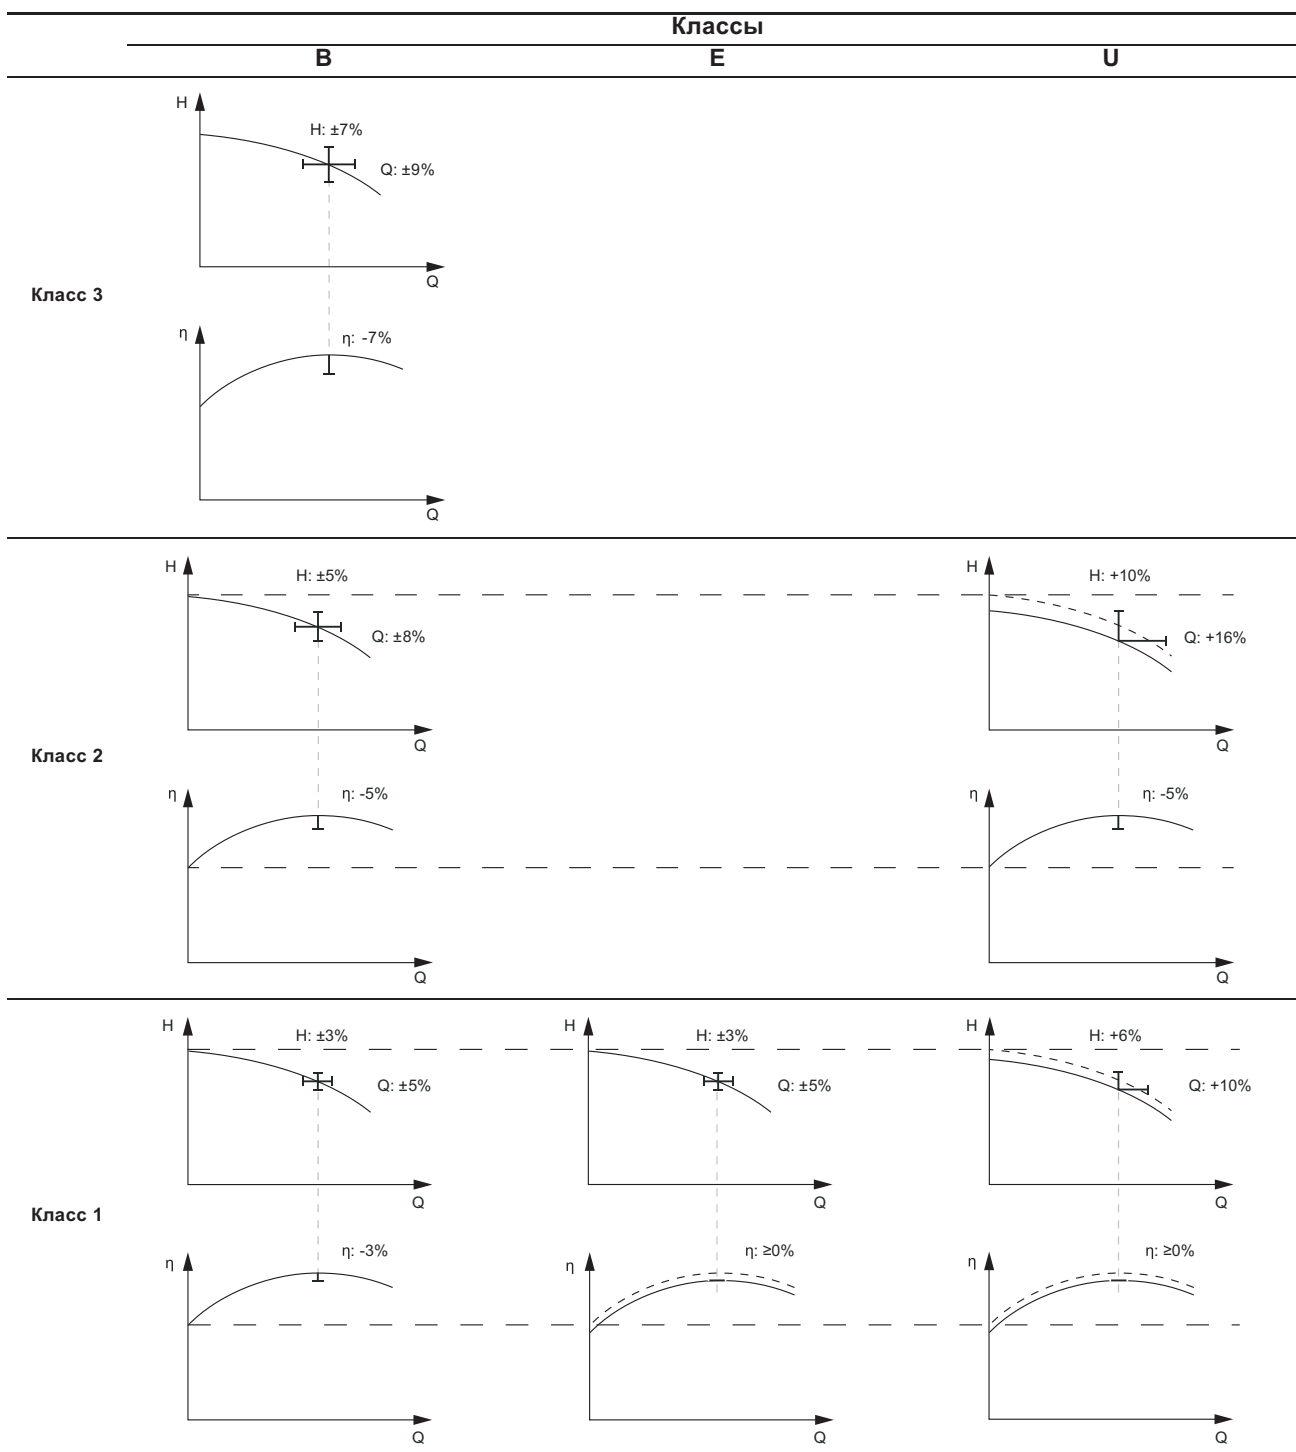 Классы
B E U
H
H: ±7%
Q: ±9%
Q
Класс 3
η
η: -7%
Q
H H: ±5% H H: +10%
Q: ±8% Q: +16%
Q Q
Класс 2
η η: -5% η η: -5%
Q Q
H H: ±3% H H: ±3% H H: +6%
Q: ±5% Q: ±5% Q: +10%
Q Q Q
Класс 1
η η: -3% η η: ≥0% η η: ≥0%
Q Q Q